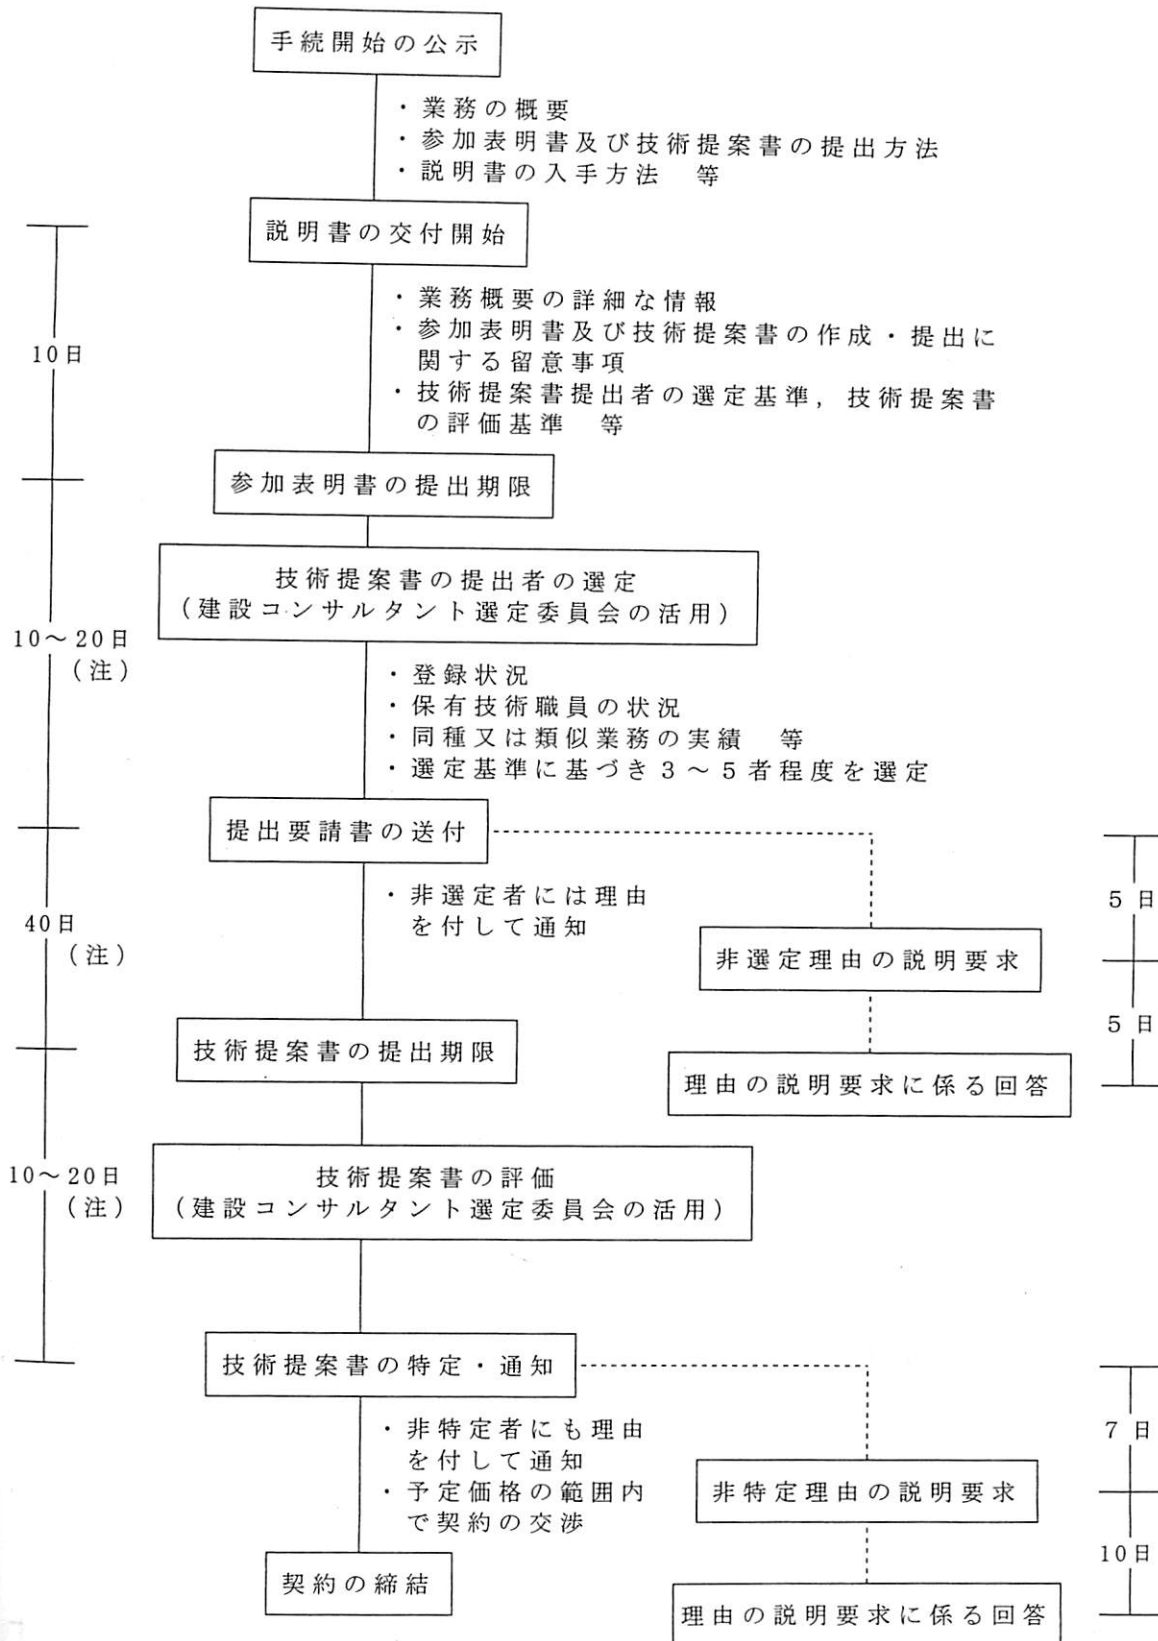 手続開始の公示
・業務の概要
・参加表明書及び技術提案書の提出方法
・説明書の入手方法　等
説明書の交付開始
・業務概要の詳細な情報
・参加表明書及び技術提案書の作成・提出に
関する留意事項
・技術提案書提出者の選定基準，技術提案書
の評価基準　等
10日
参加表明書の提出期限
技術提案書の提出者の選定
（建設コンサルタント選定委員会の活用）
10～20日
（注）
・登録状況
・保有技術職員の状況
・同種又は類似業務の実績　等
・選定基準に基づき３～５者程度を選定
提出要請書の送付
・非選定者には理由
を付して通知
40日
（注）
5日
非選定理由の説明要求
5日
技術提案書の提出期限
理由の説明要求に係る回答
技術提案書の評価
（建設コンサルタント選定委員会の活用）
10～20日
（注）
技術提案書の特定・通知
・非特定者にも理由
を付して通知
・予定価格の範囲内
で契約の交渉
7日
非特定理由の説明要求
10日
契約の締結
理由の説明要求に係る回答